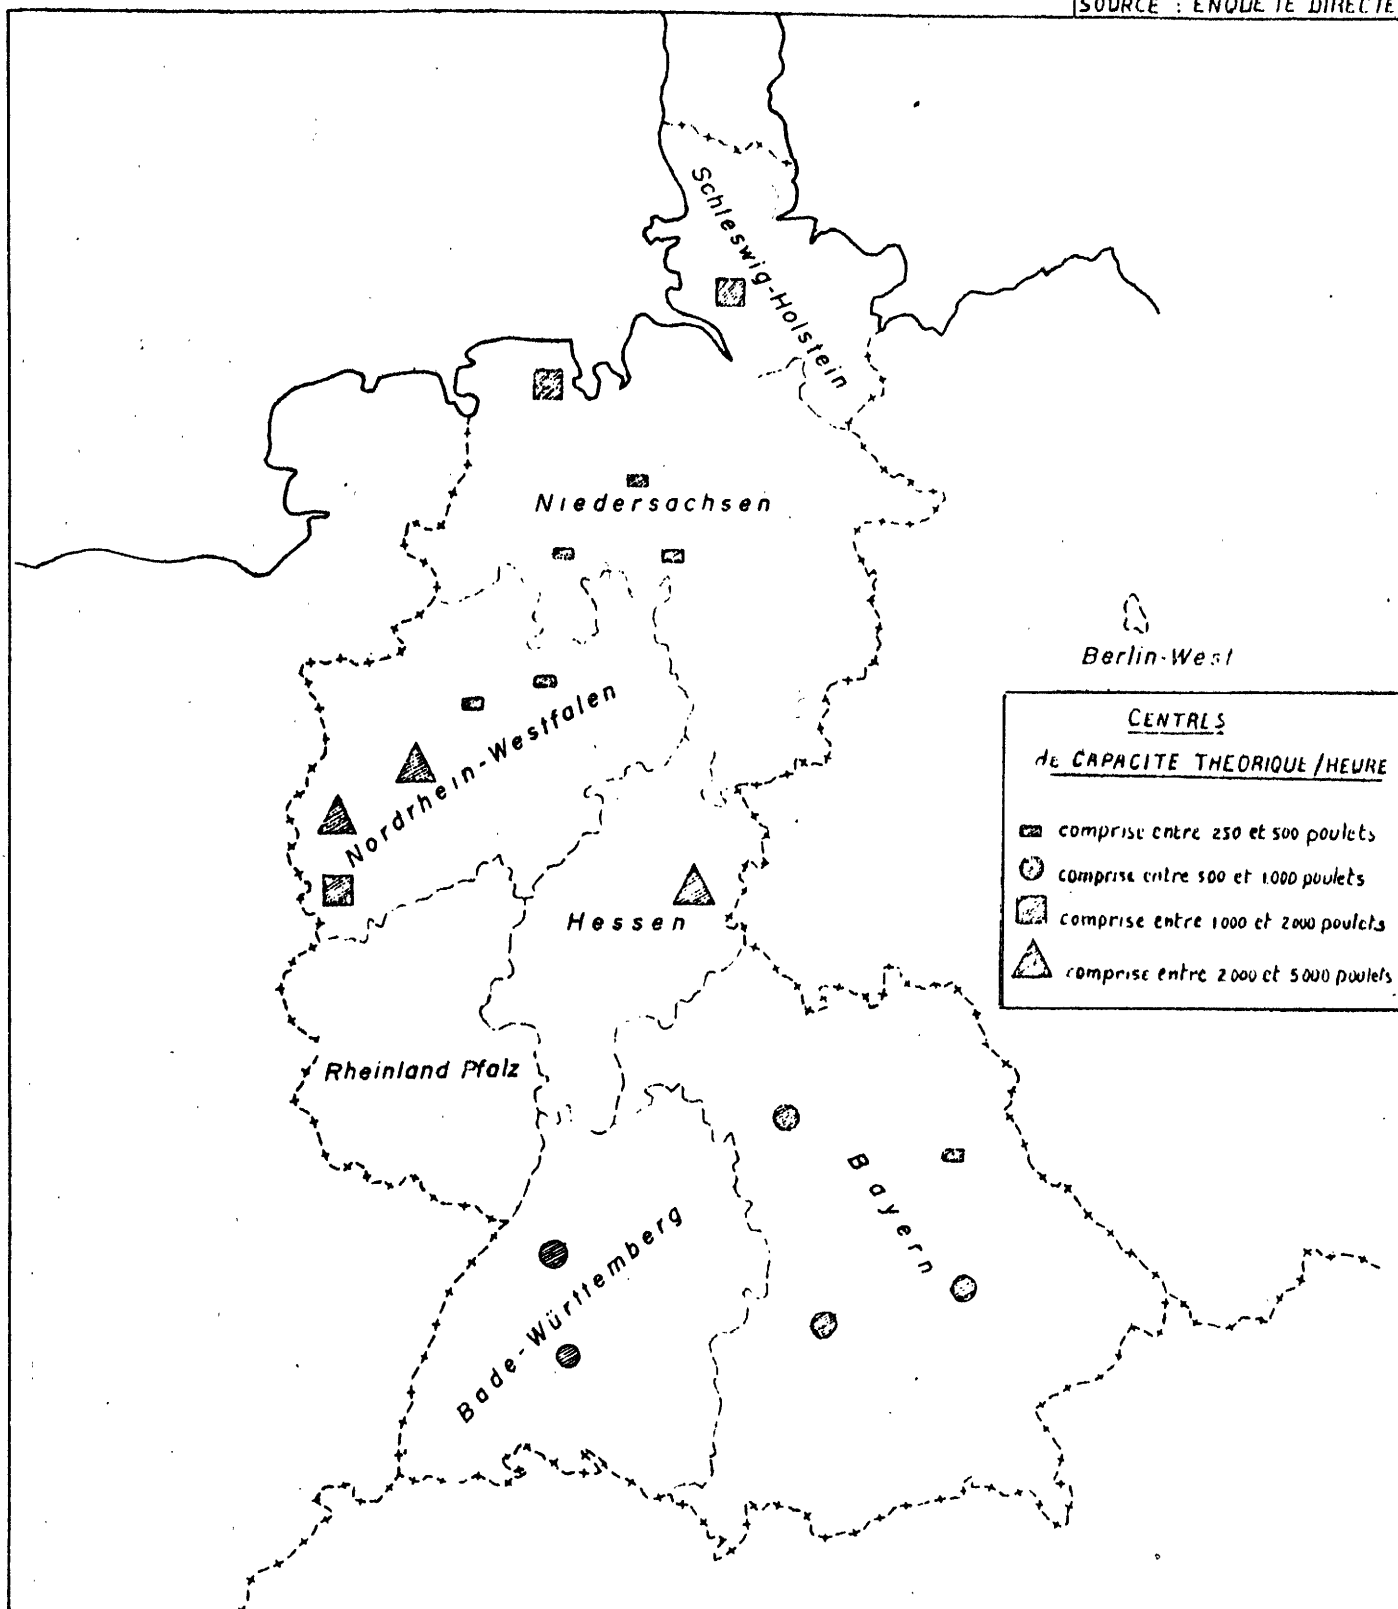 SOURCE : ENQUETE DIRECTE
Schleswig-Holstein
Niedersachsen
Berlin-West
CENTRES
de CAPACITE THEORIQUE/HEURE
comprise entre 250 et 500 poulets
comprise entre 500 et 1.000 poulets
comprise entre 1000 et 2000 poulets
comprise entre 2000 et 5000 poulets
Nordrhein-Westfalen
Hessen
Rheinland Pfalz
Bayern
Bade-Württemberg